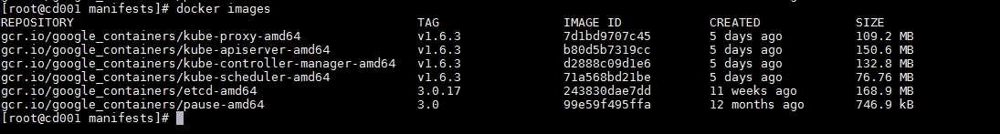 [root@cd001 manifests]# docker images
REPOSITORY TAG IMAGE ID CREATED SIZE
gcr.io/google_containers/kube-proxy-amd64 v1.6.3 7d1bd9707c45 5 days ago 109.2 MB
gcr.io/google_containers/kube-apiserver-amd64 v1.6.3 b80d5b7319cc 5 days ago 150.6 MB
gcr.io/google_containers/kube-controller-manager-amd64 v1.6.3 d2888c09d1e6 5 days ago 132.8 MB
gcr.io/google_containers/kube-scheduler-amd64 v1.6.3 71a568bd21be 5 days ago 76.76 MB
gcr.io/google_containers/etcd-amd64 3.0.17 243830dae7dd 11 weeks ago 168.9 MB
gcr.io/google_containers/pause-amd64 3.0 99e59f495ffa 12 months ago 746.9 kB
[root@cd001 manifests]#